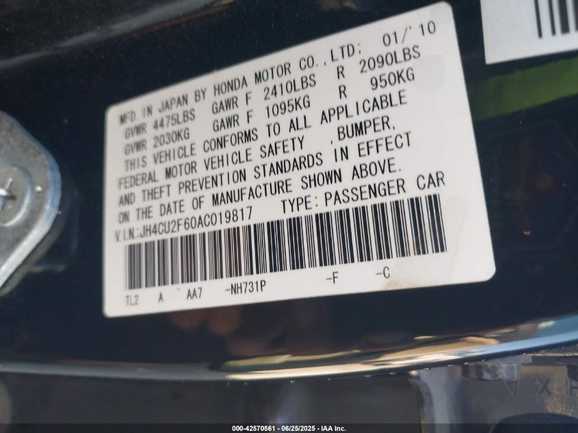 MFD. IN JAPAN BY HONDA MOTOR CO., LTD: 01/'10
GVWR 4475LBS GAWR F 2410LBS R 2090LBS
GVWR 2030KG GAWR F 1095KG R 950KG
THIS VEHICLE CONFORMS TO ALL APPLICABLE
FEDERAL MOTOR VEHICLE SAFETY ,BUMPER,
AND THEFT PREVENTION STANDARDS IN EFFECT
ON THE DATE OF MANUFACTURE SHOWN ABOVE.
V.I.N:JH4CU2F60AC019817 TYPE: PASSENGER CAR
TL2 A AA7 -NH731P -F -C
000-42570561 | 06/25/2025 | IAA Inc.